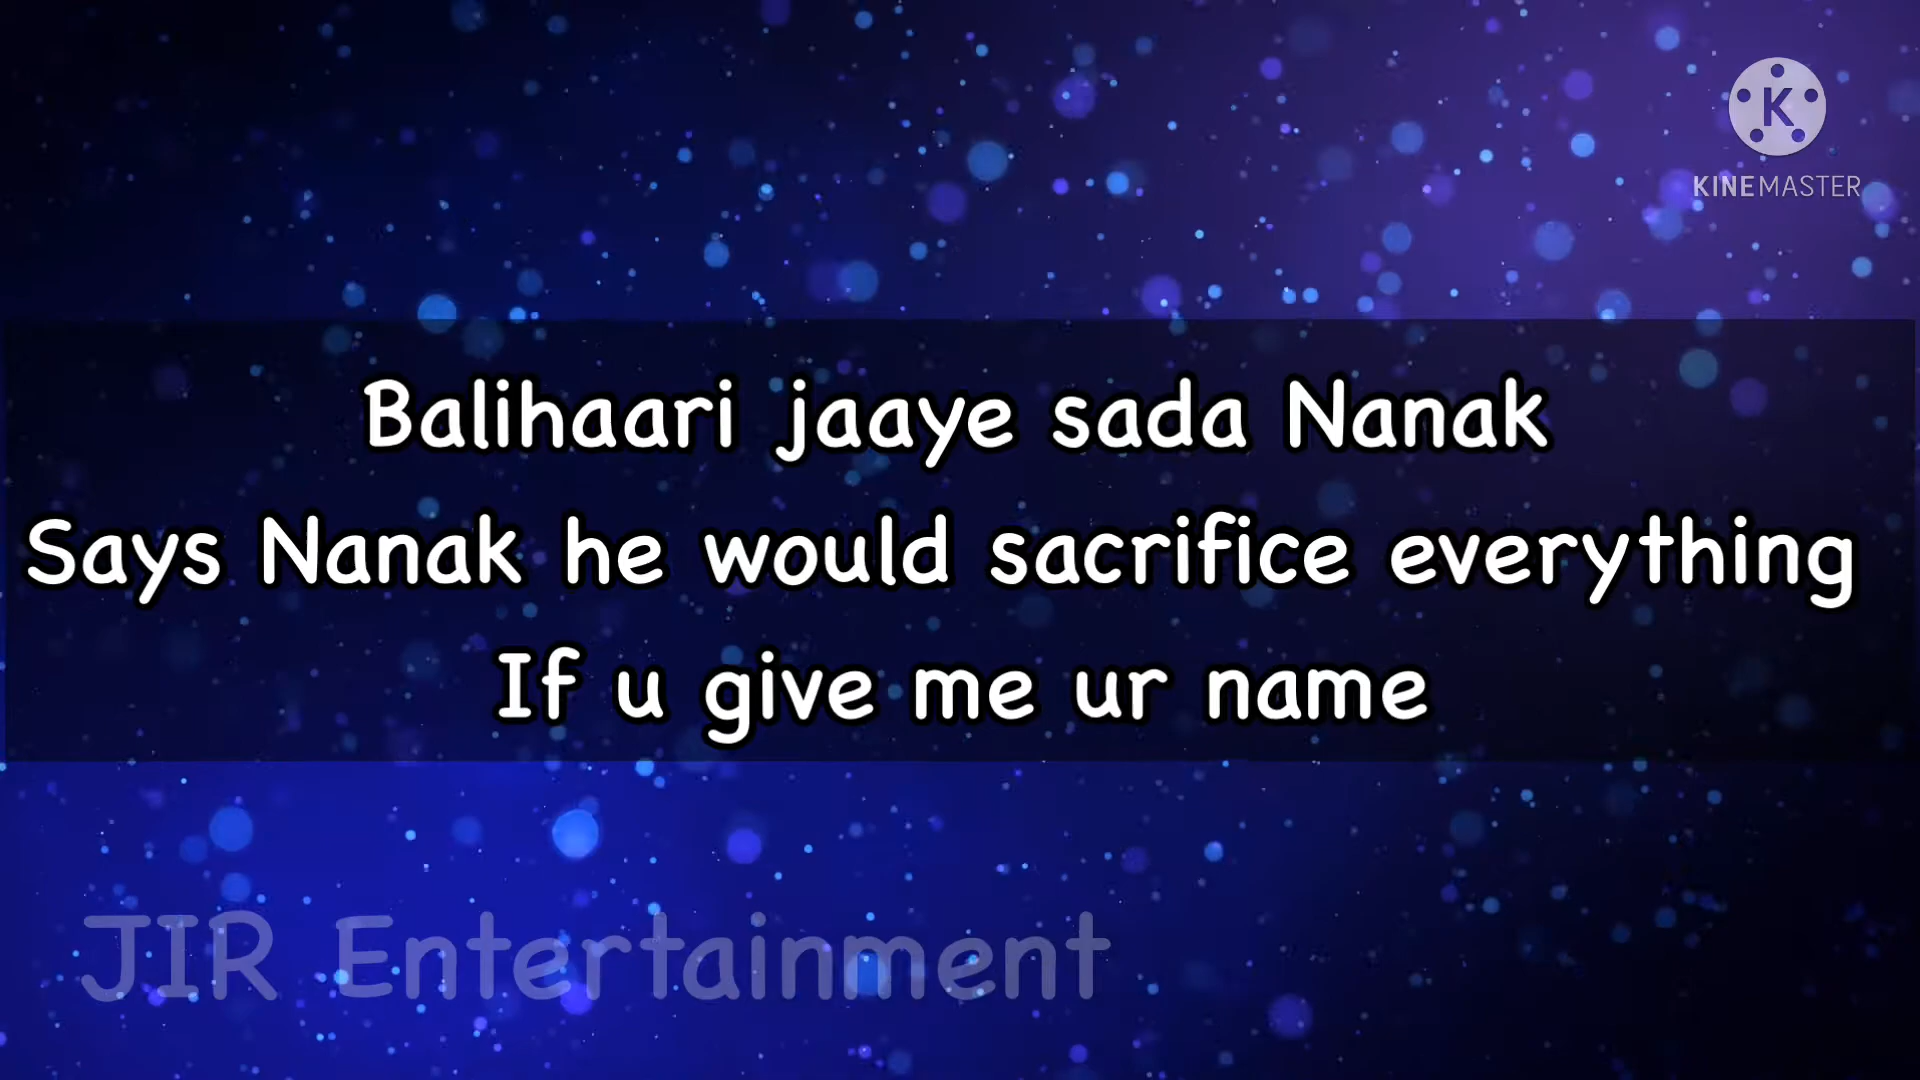 K
KINEMASTER
Balihaari jaaye sada Nanak
Says Nanak he would sacrifice everything
If u give me ur name
JIR Entertainment